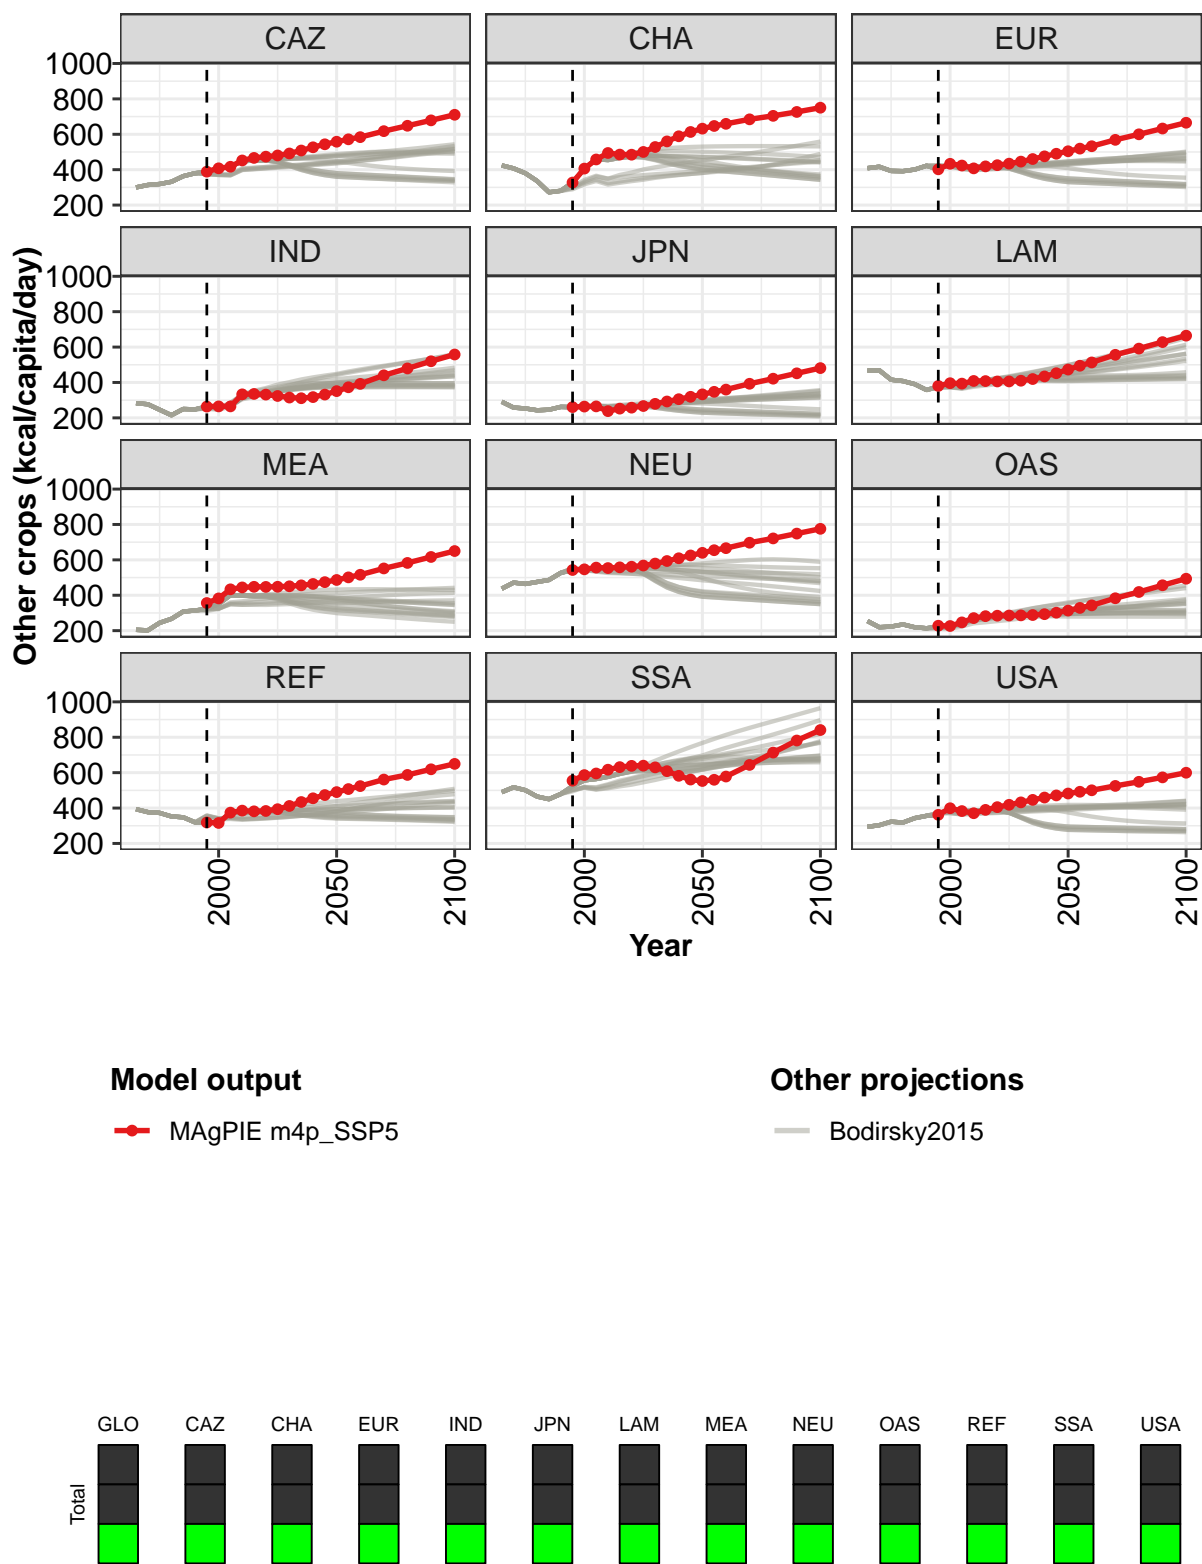 CAZ CHA EUR
1000
800
600
400
200
IND JPN LAM
1000
800
600
400
200
MEA NEU OAS
1000
800
600
400
200
REF SSA USA
1000
800
600
400
200
Other crops (kcal/capita/day)
2000 2050 2100 2000 2050 2100 2000 2050 2100
Year
Model output Other projections
MAgPIE m4p_SSP5 Bodirsky2015
GLO CAZ CHA EUR IND JPN LAM MEA NEU OAS REF SSA USA
Total